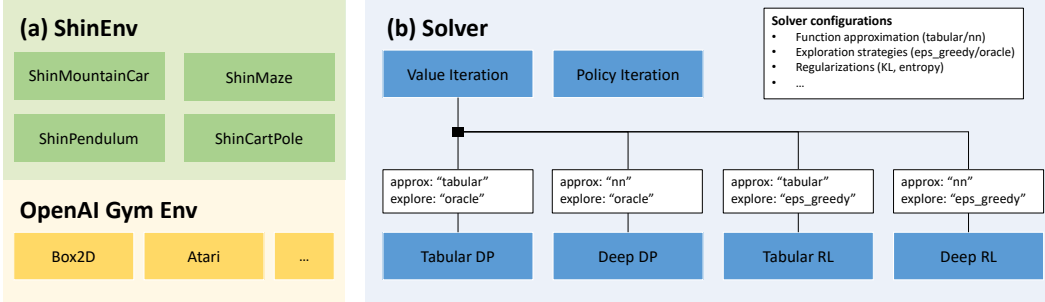 (a) ShinEnv
ShinMountainCar
ShinMaze
ShinPendulum
ShinCartPole
OpenAI Gym Env
Box2D
Atari
...
(b) Solver
Value Iteration
Policy Iteration
Solver configurations
• Function approximation (tabular/nn)
• Exploration strategies (eps_greedy/oracle)
• Regularizations (KL, entropy)
• ...
approx: “tabular”
explore: “oracle”
approx: “nn”
explore: “oracle”
approx: “tabular”
explore: “eps_greedy”
approx: “nn”
explore: “eps_greedy”
Tabular DP
Deep DP
Tabular RL
Deep RL